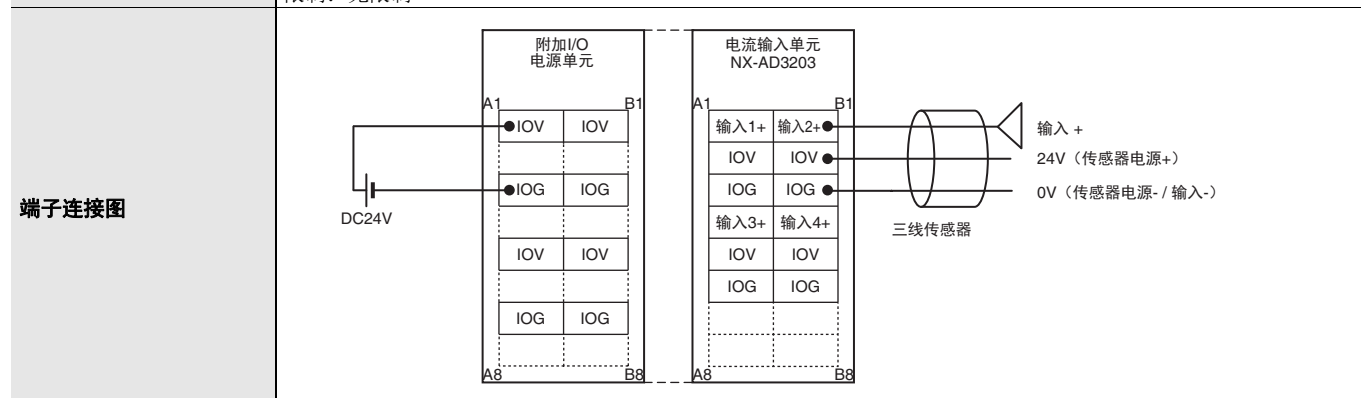 端子连接图
附加I/O
电源单元
A1 B1
IOV IOV
IOG IOG
IOV IOV
IOG IOG
A8 B8
DC24V
电流输入单元
NX-AD3203
A1 B1
输入1+ 输入2+
IOV IOV
IOG IOG
输入3+ 输入4+
IOV IOV
IOG IOG
A8 B8
输入 +
24V（传感器电源+）
0V（传感器电源- / 输入-）
三线传感器